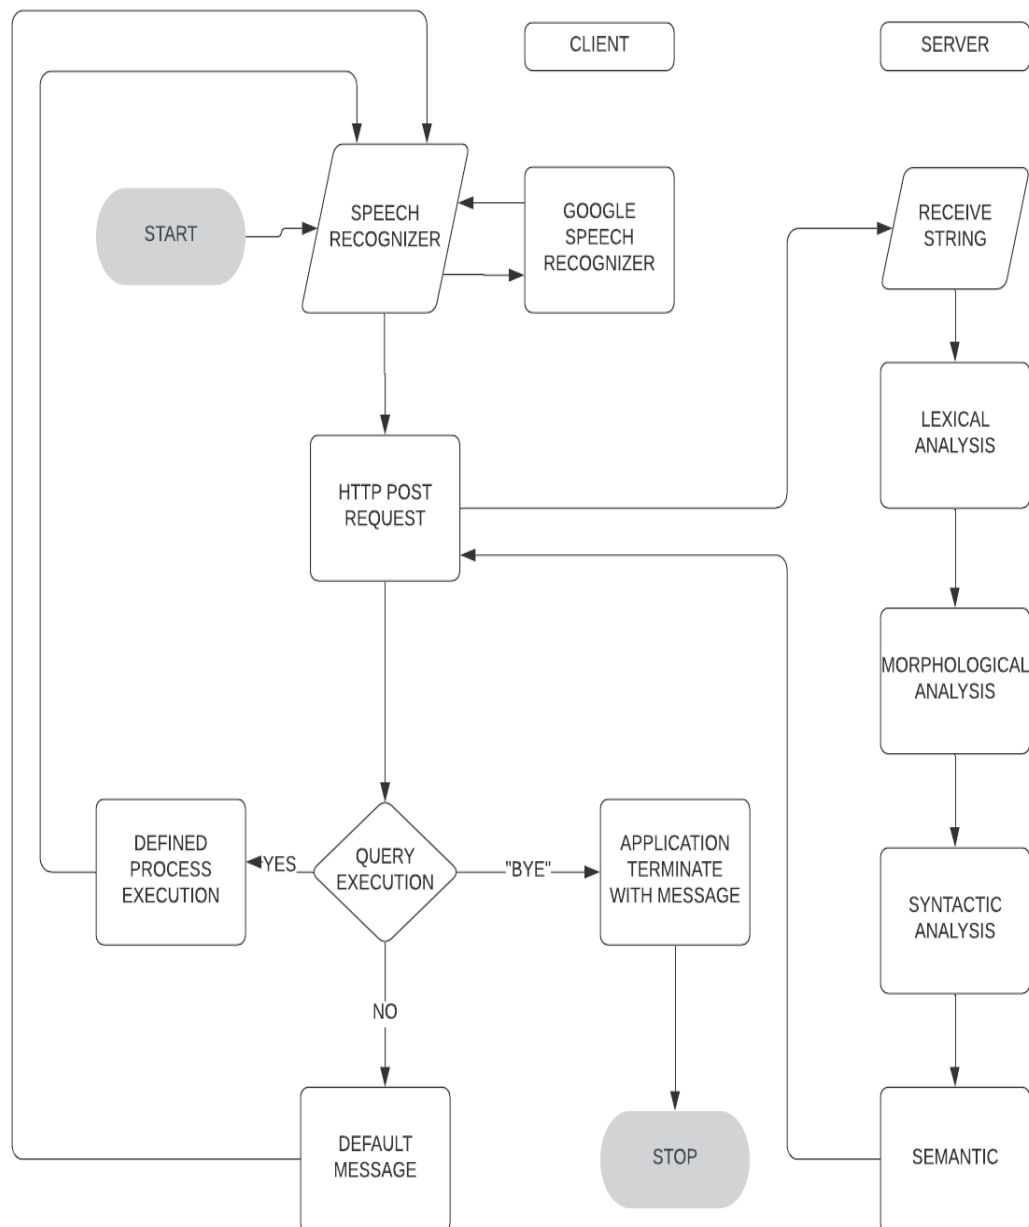 CLIENT
SERVER
START
SPEECH
RECOGNIZER
GOOGLE
SPEECH
RECOGNIZER
RECEIVE
STRING
LEXICAL
ANALYSIS
HTTP POST
REQUEST
MORPHOLOGICAL
ANALYSIS
DEFINED
PROCESS
EXECUTION
YES
QUERY
EXECUTION
"BYE"
APPLICATION
TERMINATE
WITH MESSAGE
SYNTACTIC
ANALYSIS
NO
DEFAULT
MESSAGE
STOP
SEMANTIC